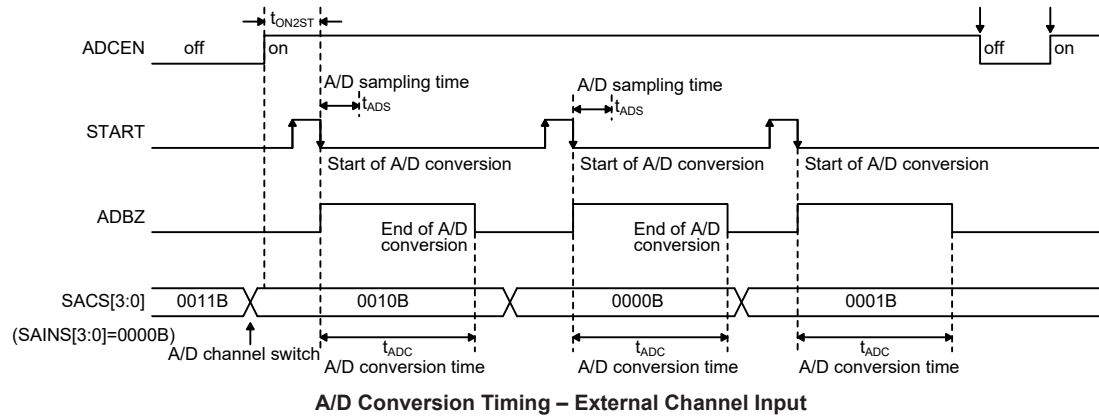 tON2ST
ADCEN off on off on
A/D sampling time A/D sampling time
tADS tADS
START
Start of A/D conversion Start of A/D conversion Start of A/D conversion
ADBZ
End of A/D conversion End of A/D conversion
SACS[3:0] 0011B 0010B 0000B 0001B
(SAINS[3:0]=0000B)
A/D channel switch
tADC tADC tADC
A/D conversion time A/D conversion time A/D conversion time
A/D Conversion Timing – External Channel Input